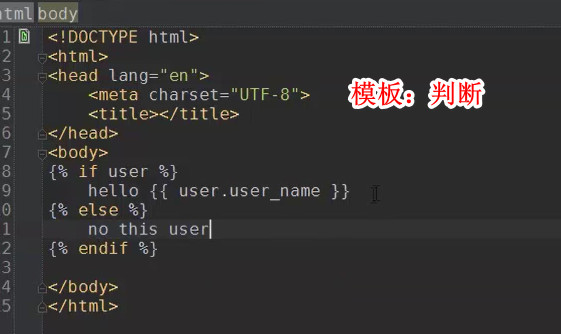 html body
1 <!DOCTYPE html>
2 <html>
3 <head lang="en">
4 <meta charset="UTF-8">
模板：判断
5 <title></title>
6 </head>
7 <body>
8 {% if user %}
9 hello {{ user.user_name }}
0 {% else %}
1 no this user
2 {% endif %}
3
4 </body>
5 </html>